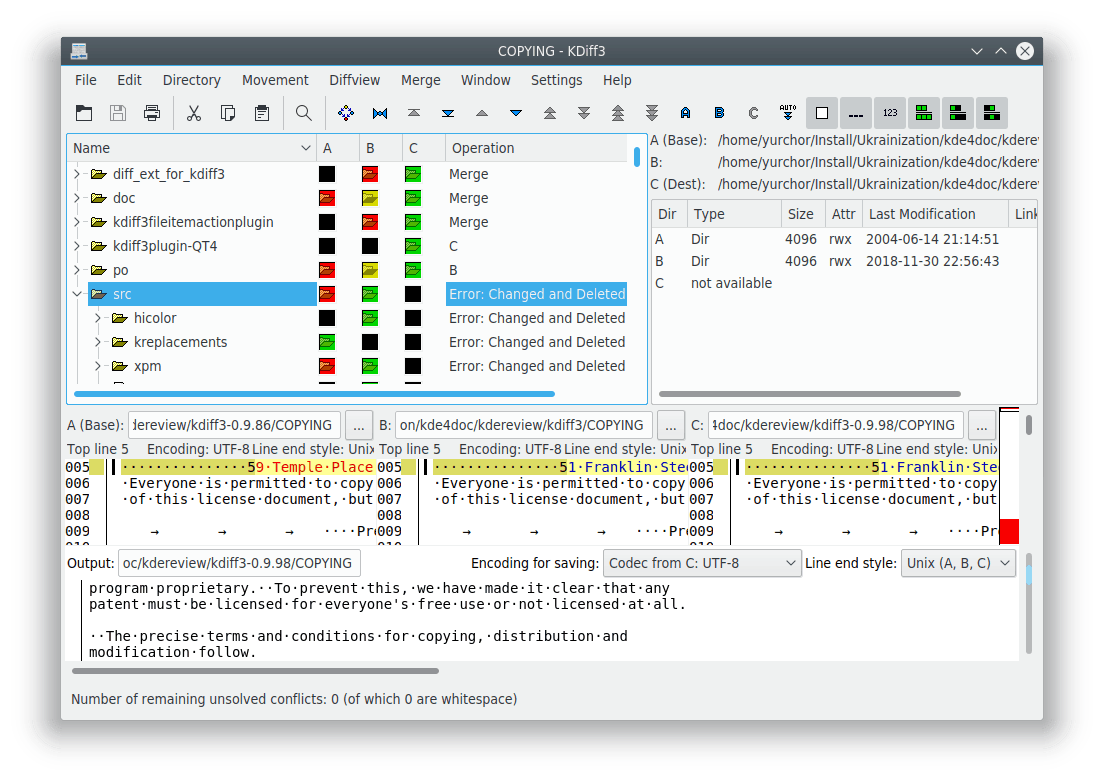 COPYING - KDiff3
File Edit Directory Movement Diffview Merge Window Settings Help
A B C AUTO 123
Name A B C Operation
diff_ext_for_kdiff3 Merge
doc Merge
kdiff3fileitemactionplugin Merge
kdiff3plugin-QT4 C
po B
src Error: Changed and Deleted
hicolor Error: Changed and Deleted
kreplacements Error: Changed and Deleted
xpm Error: Changed and Deleted
A (Base): /home/yurchor/Install/Ukrainization/kde4doc/kderev
B: /home/yurchor/Install/Ukrainization/kde4doc/kderev
C (Dest): /home/yurchor/Install/Ukrainization/kde4doc/kderev
Dir Type Size Attr Last Modification Link
A Dir 4096 rwx 2004-06-14 21:14:51
B Dir 4096 rwx 2018-11-30 22:56:43
C not available
A (Base): dereview/kdiff3-0.9.86/COPYING ... B: on/kde4doc/kdereview/kdiff3/COPYING ... C: 4doc/kdereview/kdiff3-0.9.98/COPYING ...
Top line 5 Encoding: UTF-8 Line end style: Unix Top line 5 Encoding: UTF-8 Line end style: Unix Top line 5 Encoding: UTF-8 Line end style: Unix
005 ··············59·Temple·Place 005 ··············51·Franklin·Ste 005 ··············51·Franklin·Ste
006 ·Everyone·is·permitted·to·copy 006 ·Everyone·is·permitted·to·copy 006 ·Everyone·is·permitted·to·copy
007 ·of·this·license·document,·but 007 ·of·this·license·document,·but 007 ·of·this·license·document,·but
008 008 008
009 → → → ····Pr 009 → → → ····Pr 009 → → → ····Pr
Output: oc/kdereview/kdiff3-0.9.98/COPYING Encoding for saving: Codec from C: UTF-8 Line end style: Unix (A, B, C)
program·proprietary.··To·prevent·this,·we·have·made·it·clear·that·any
patent·must·be·licensed·for·everyone's·free·use·or·not·licensed·at·all.
··The·precise·terms·and·conditions·for·copying,·distribution·and
modification·follow.
Number of remaining unsolved conflicts: 0 (of which 0 are whitespace)